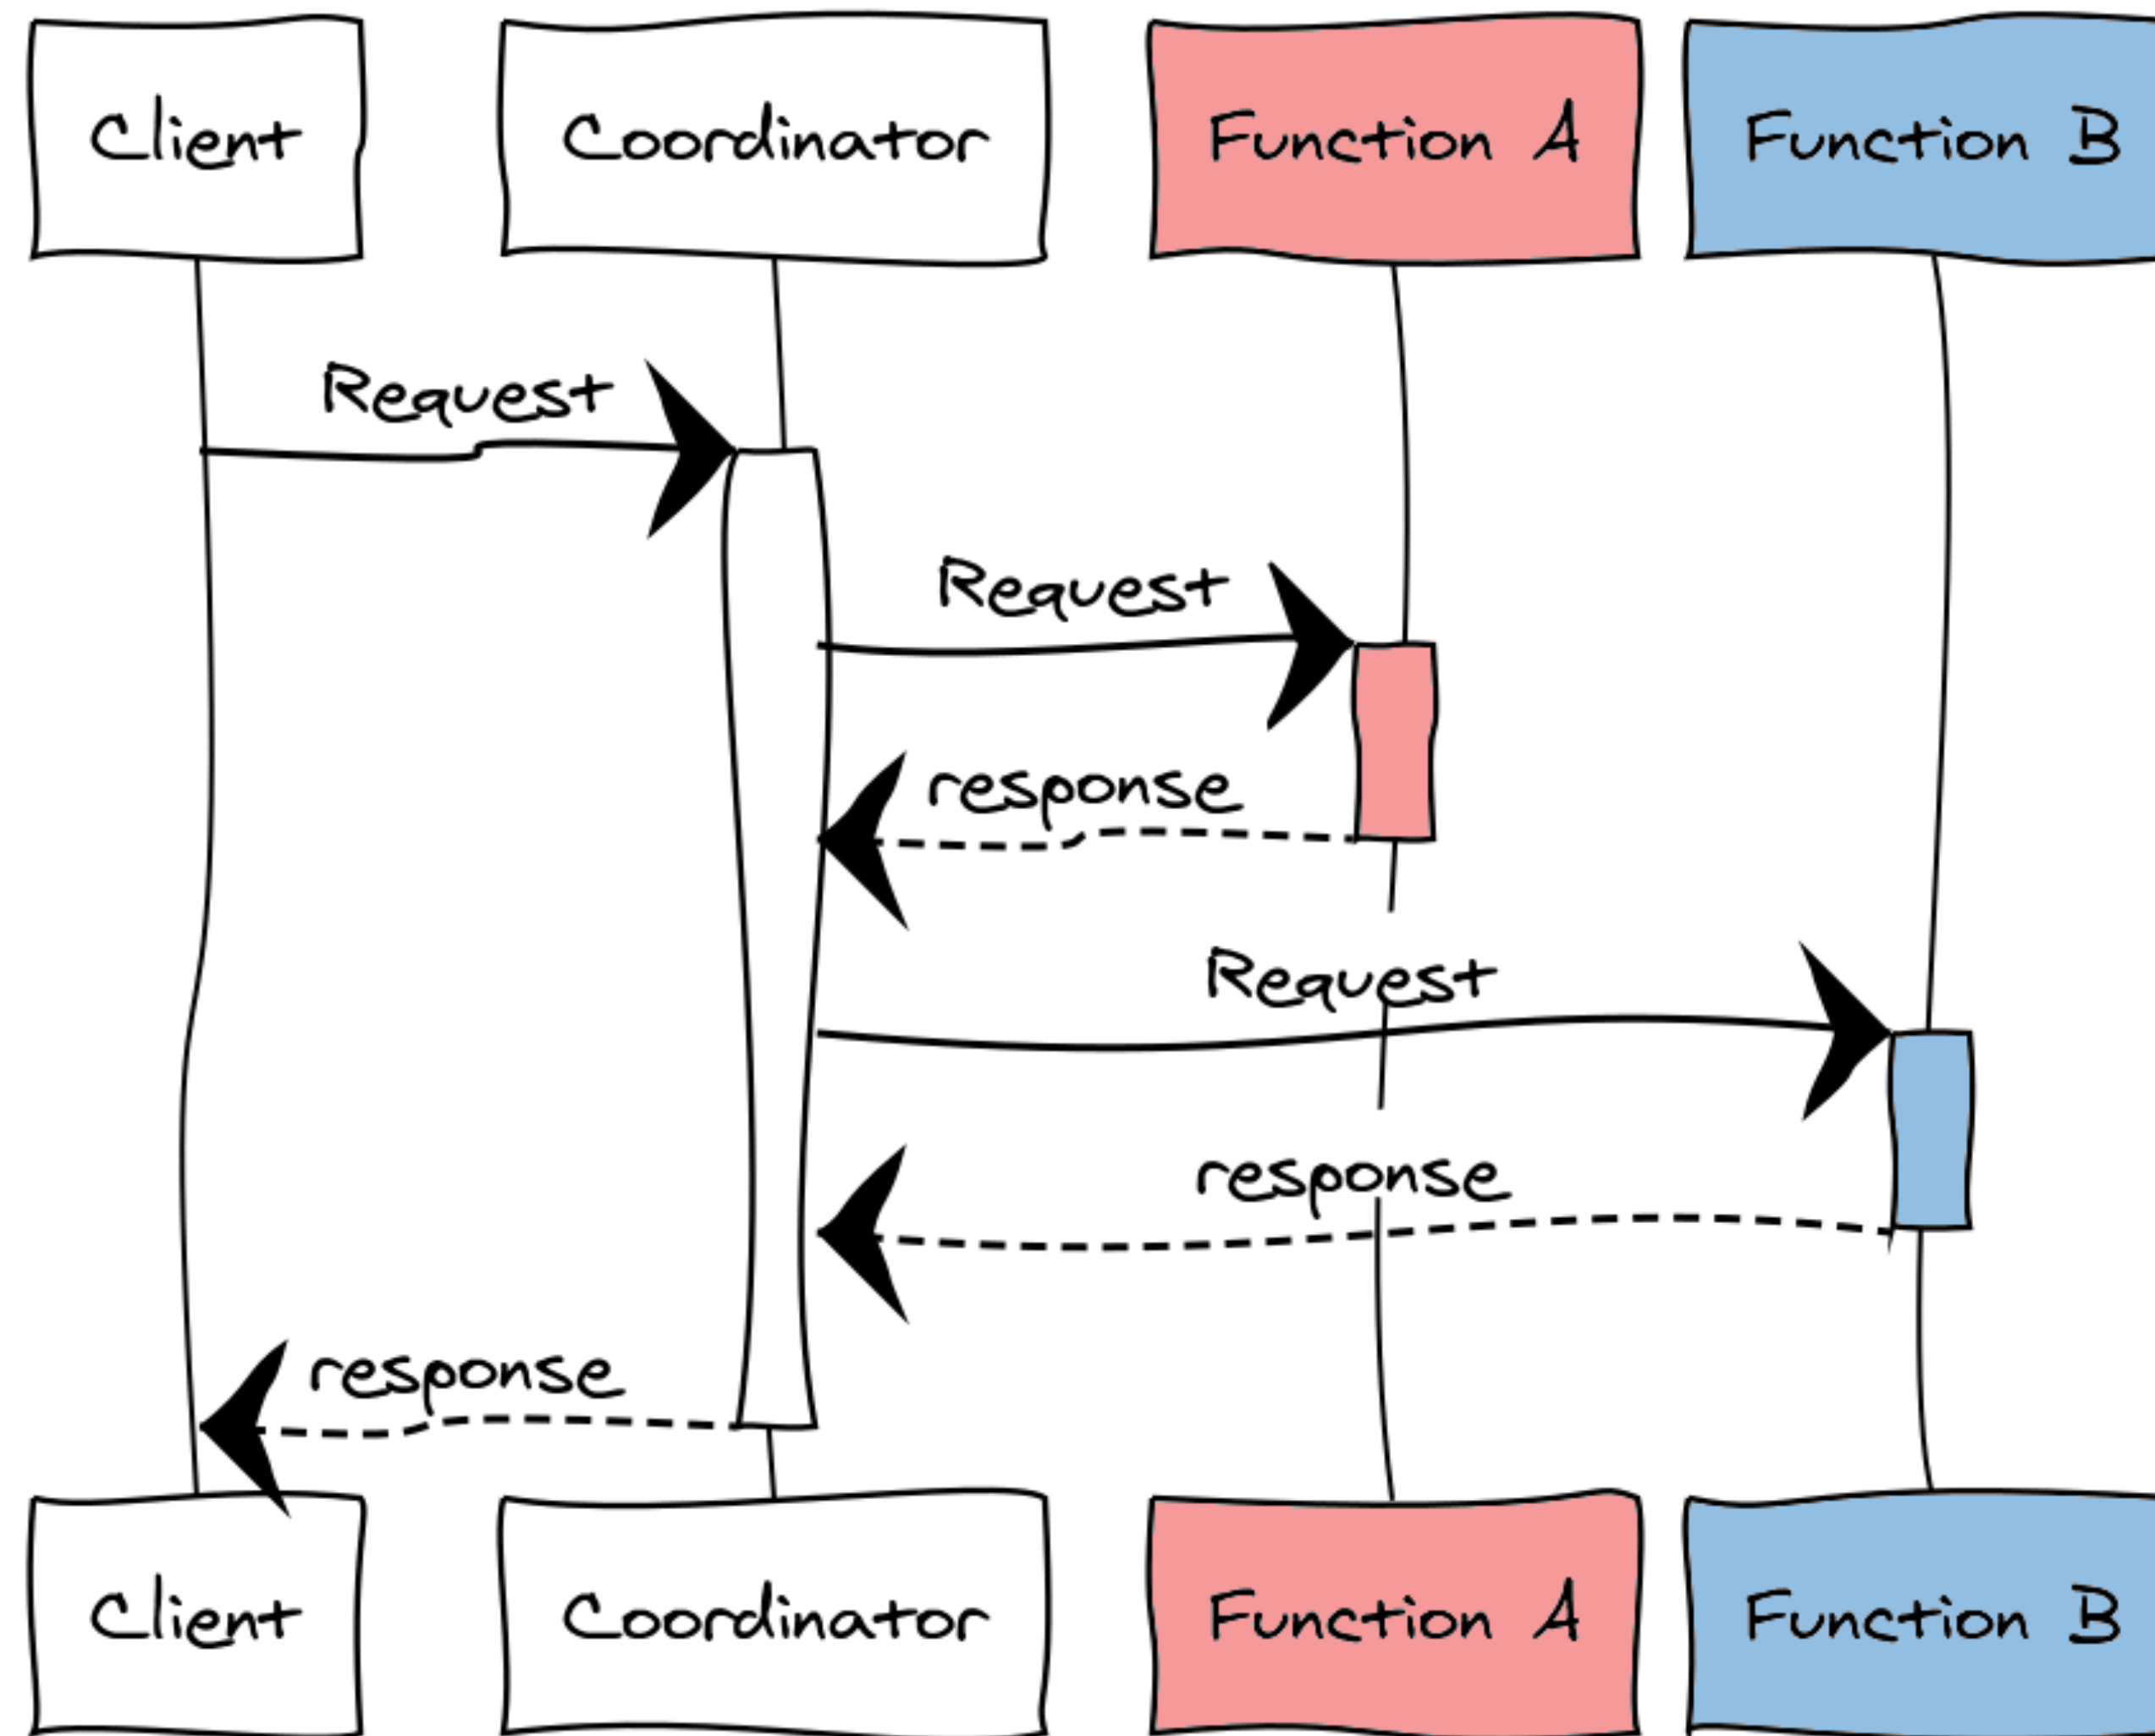 Client
Coordinator
Function A
Function B
Request
Request
response
Request
response
response
Client
Coordinator
Function A
Function B